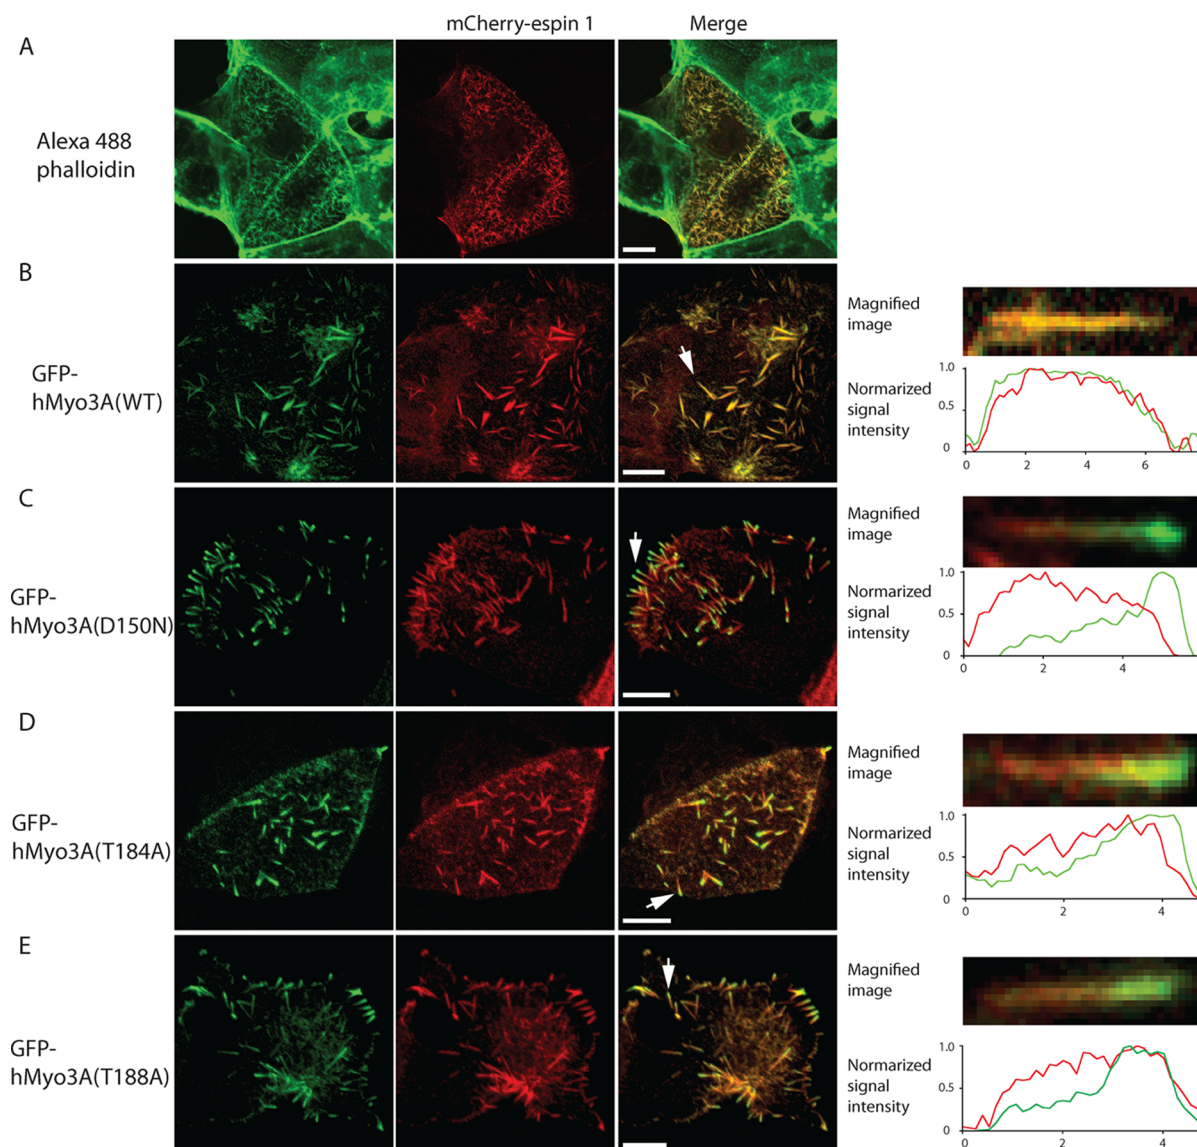 mCherry-espin 1 Merge
A
Alexa 488
phalloidin
B
GFP-
hMyo3A(WT)
Magnified
image
Normarized
signal
intensity
1.0
0.5
0
0 2 4 6
C
GFP-
hMyo3A(D150N)
Magnified
image
Normarized
signal
intensity
1.0
0.5
0
0 2 4
D
GFP-
hMyo3A(T184A)
Magnified
image
Normarized
signal
intensity
1.0
0.5
0
0 2 4
E
GFP-
hMyo3A(T188A)
Magnified
image
Normarized
signal
intensity
1.0
0.5
0
0 2 4